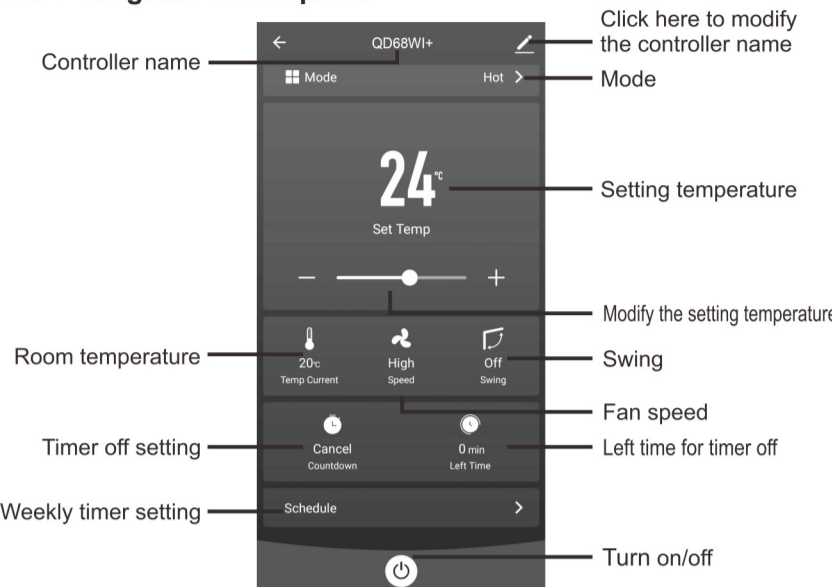 Click here to modify
QD68WI+
the controller name
Controller name
Mode
Hot
Mode
24°C
Setting temperature
Set Temp
Modify the setting temperature
Room temperature
20°C
High
Off
Swing
Temp Current
Speed
Swing
Fan speed
Timer off setting
Cancel
0 min
Left time for timer off
Countdown
Left Time
Weekly timer setting
Schedule
Turn on/off